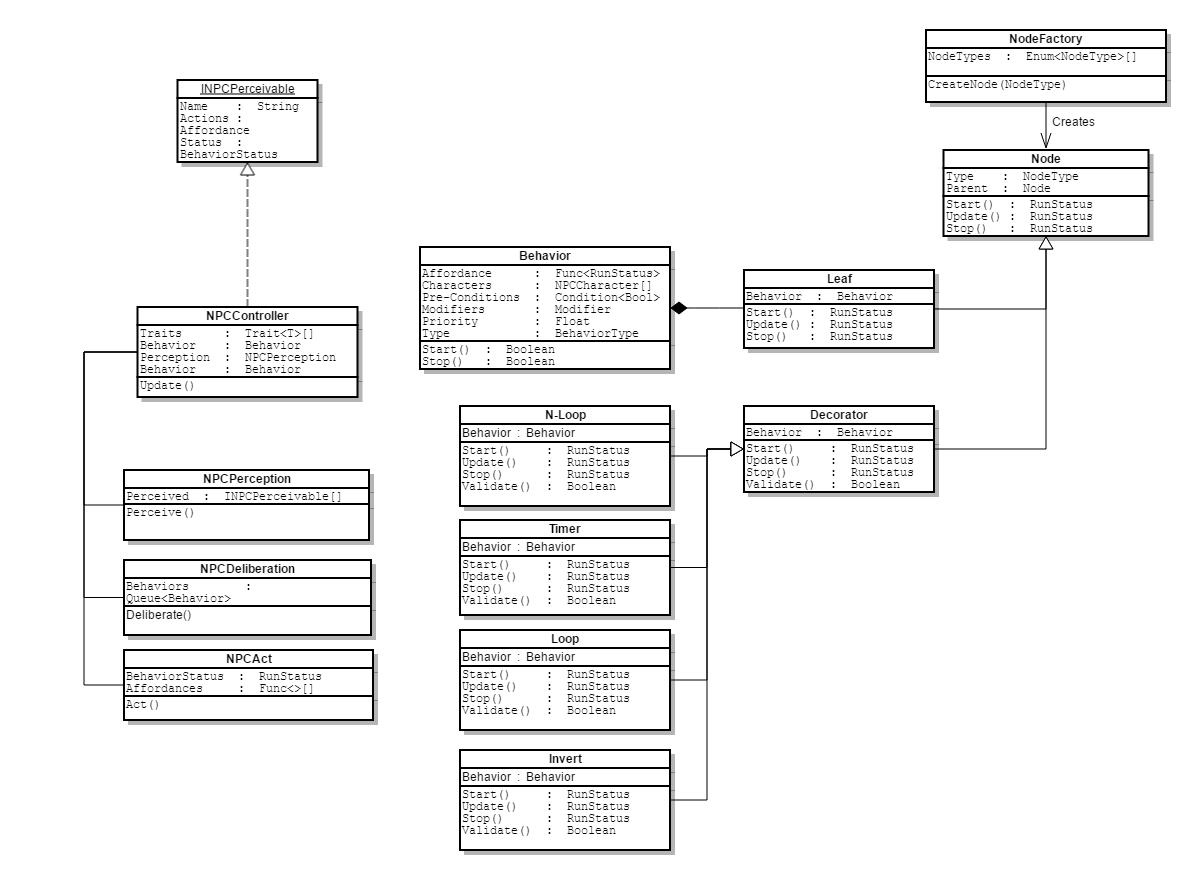 NodeFactory
NodeTypes : Enum<NodeType>[]
CreateNode(NodeType)
Creates
INPCPerceivable
Name : String
Actions :
Affordance
Status :
BehaviorStatus
Node
Type : NodeType
Parent : Node
Start() : RunStatus
Update() : RunStatus
Stop() : RunStatus
Behavior
Affordance : Func<RunStatus>
Characters : NPCCharacter[]
Pre-Conditions : Condition<Bool>
Modifiers : Modifier
Priority : Float
Type : BehaviorType
Start() : Boolean
Stop() : Boolean
Leaf
Behavior : Behavior
Start() : RunStatus
Update() : RunStatus
Stop() : RunStatus
NPCController
Traits : Trait<T>[]
Behavior : Behavior
Perception : NPCPerception
Behavior : Behavior
Update()
N-Loop
Behavior : Behavior
Start() : RunStatus
Update() : RunStatus
Stop() : RunStatus
Validate() : Boolean
Decorator
Behavior : Behavior
Start() : RunStatus
Update() : RunStatus
Stop() : RunStatus
Validate() : Boolean
NPCPerception
Perceived : INPCPerceivable[]
Perceive()
Timer
Behavior : Behavior
Start() : RunStatus
Update() : RunStatus
Stop() : RunStatus
Validate() : Boolean
NPCDeliberation
Behaviors :
Queue<Behavior>
Deliberate()
Loop
Behavior : Behavior
Start() : RunStatus
Update() : RunStatus
Stop() : RunStatus
Validate() : Boolean
NPCAct
BehaviorStatus : RunStatus
Affordances : Func<>[]
Act()
Invert
Behavior : Behavior
Start() : RunStatus
Update() : RunStatus
Stop() : RunStatus
Validate() : Boolean